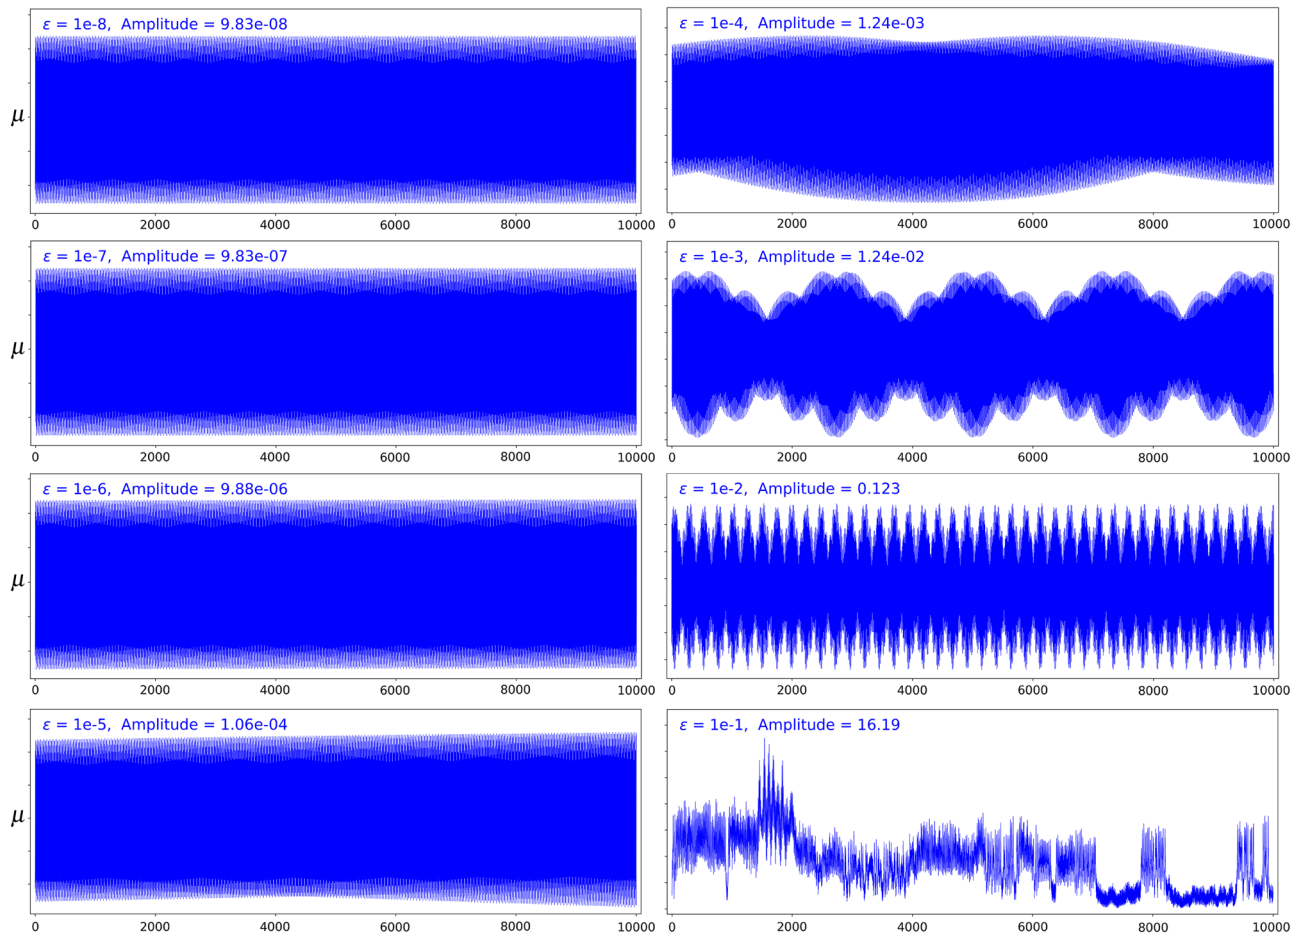 ε = 1e-8,  Amplitude = 9.83e-08
μ
0 2000 4000 6000 8000 10000
ε = 1e-4,  Amplitude = 1.24e-03
0 2000 4000 6000 8000 10000
ε = 1e-7,  Amplitude = 9.83e-07
μ
0 2000 4000 6000 8000 10000
ε = 1e-3,  Amplitude = 1.24e-02
0 2000 4000 6000 8000 10000
ε = 1e-6,  Amplitude = 9.88e-06
μ
0 2000 4000 6000 8000 10000
ε = 1e-2,  Amplitude = 0.123
0 2000 4000 6000 8000 10000
ε = 1e-5,  Amplitude = 1.06e-04
μ
0 2000 4000 6000 8000 10000
ε = 1e-1,  Amplitude = 16.19
0 2000 4000 6000 8000 10000